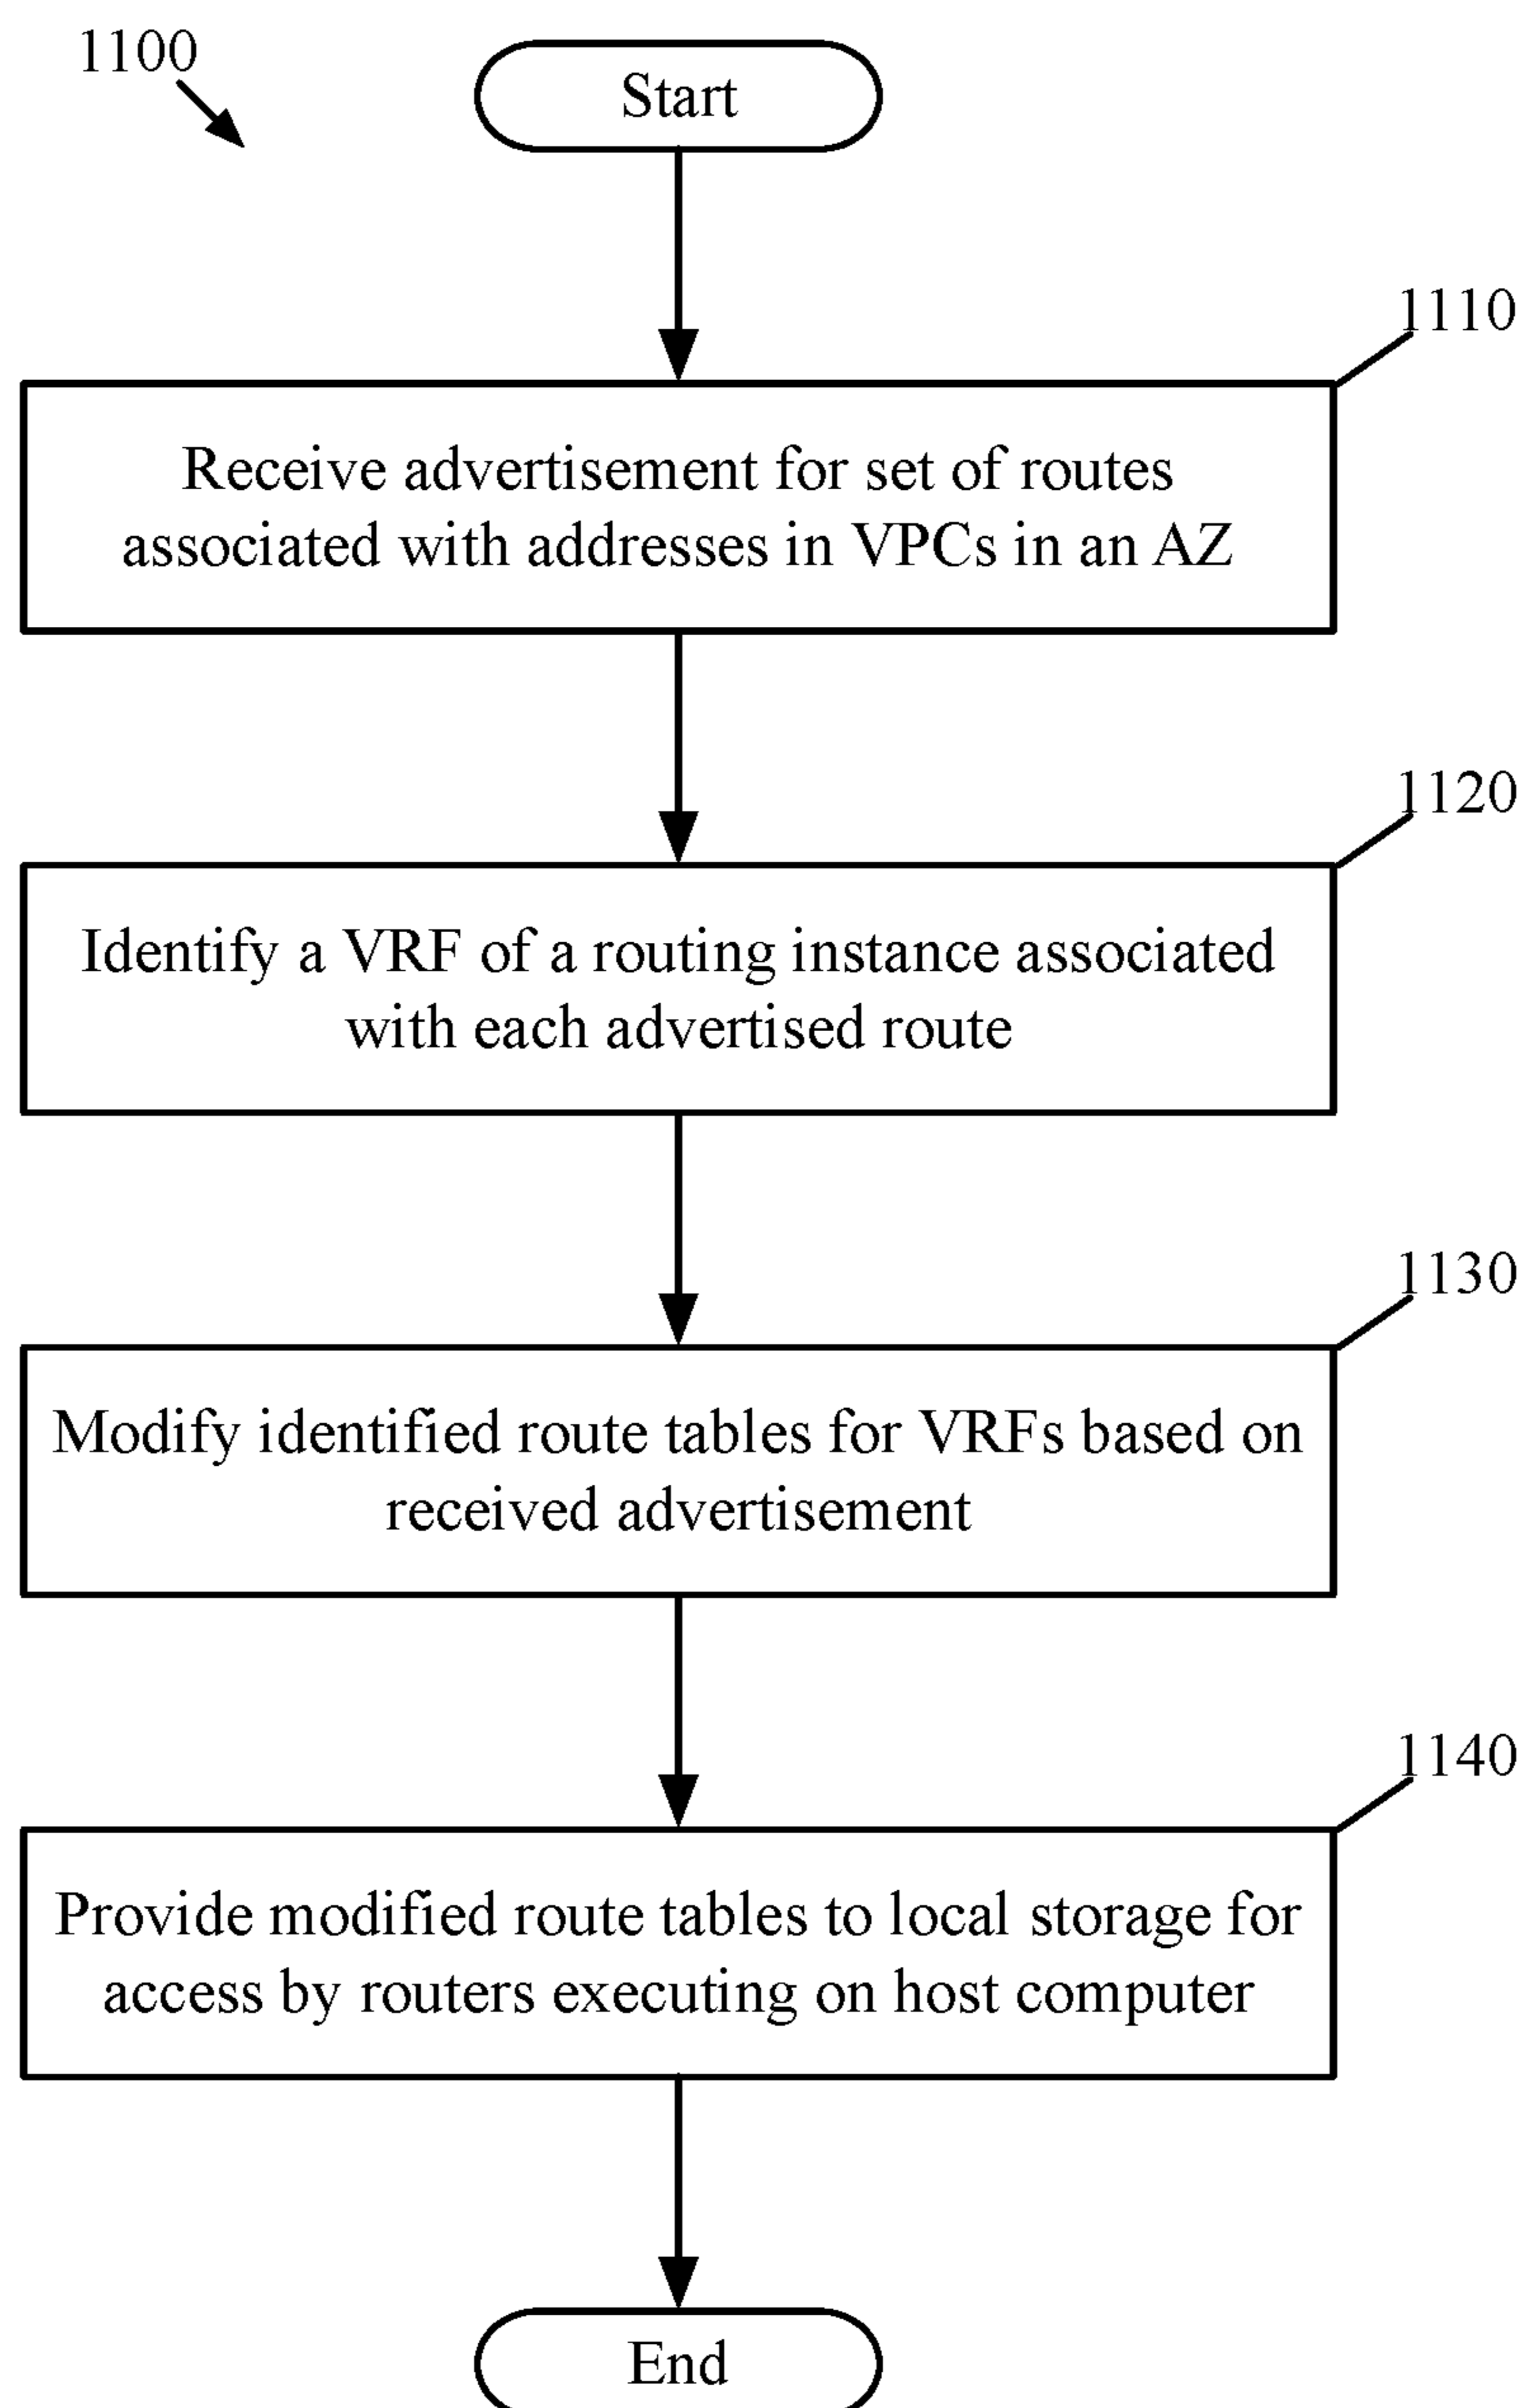 1100
Start
1110
Receive advertisement for set of routes
associated with addresses in VPCs in an AZ
1120
Identify a VRF of a routing instance associated
with each advertised route
1130
Modify identified route tables for VRFs based on
received advertisement
1140
Provide modified route tables to local storage for
access by routers executing on host computer
End